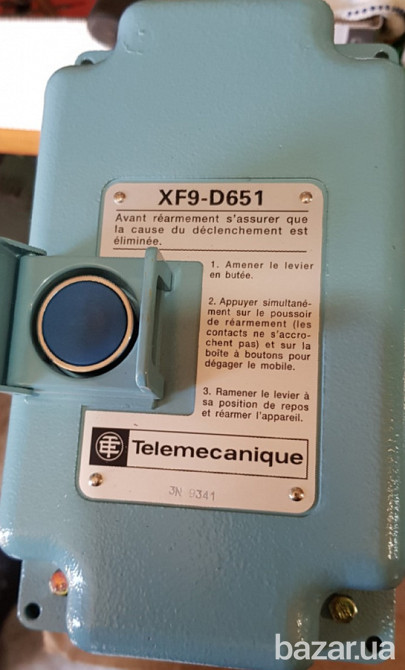 XF9-D651
Avant réarmement s'assurer que
la cause du déclenchement est
éliminée.
1. Amener le levier
en butée.
2. Appuyer simultané-
ment sur le poussoir
de réarmement (les
contacts ne s'accro-
chent pas) et sur la
boîte à boutons pour
dégager le mobile.
3. Ramener le levier à
sa position de repos
et réarmer l'appareil.
Telemecanique
3N 9341
bazar.ua